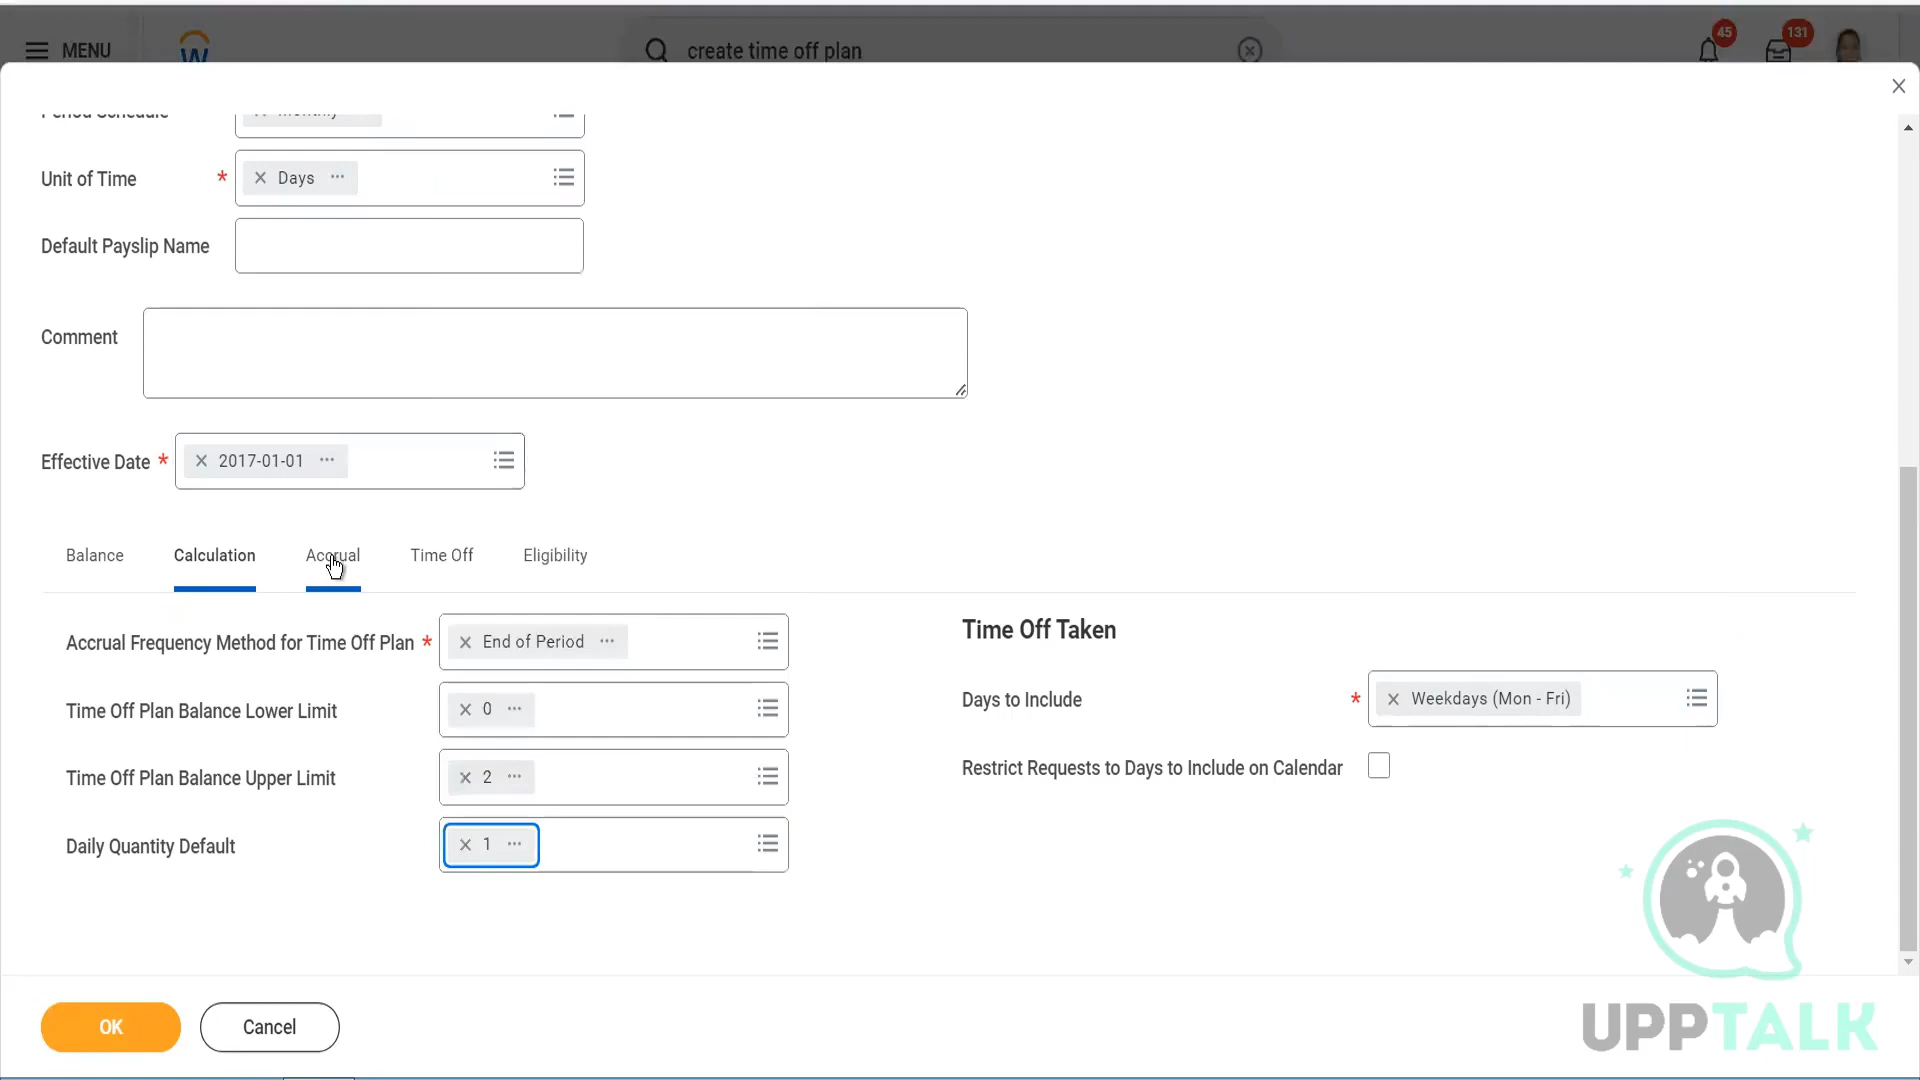 MENU
create time off plan
45
131
Period Schedule
Monthly
Unit of Time *
Days
Default Payslip Name
Comment
Effective Date *
2017-01-01
Balance
Calculation
Accrual
Time Off
Eligibility
Accrual Frequency Method for Time Off Plan *
End of Period
Time Off Plan Balance Lower Limit
0
Time Off Plan Balance Upper Limit
2
Daily Quantity Default
1
Time Off Taken
Days to Include *
Weekdays (Mon - Fri)
Restrict Requests to Days to Include on Calendar
OK
Cancel
UPPTALK